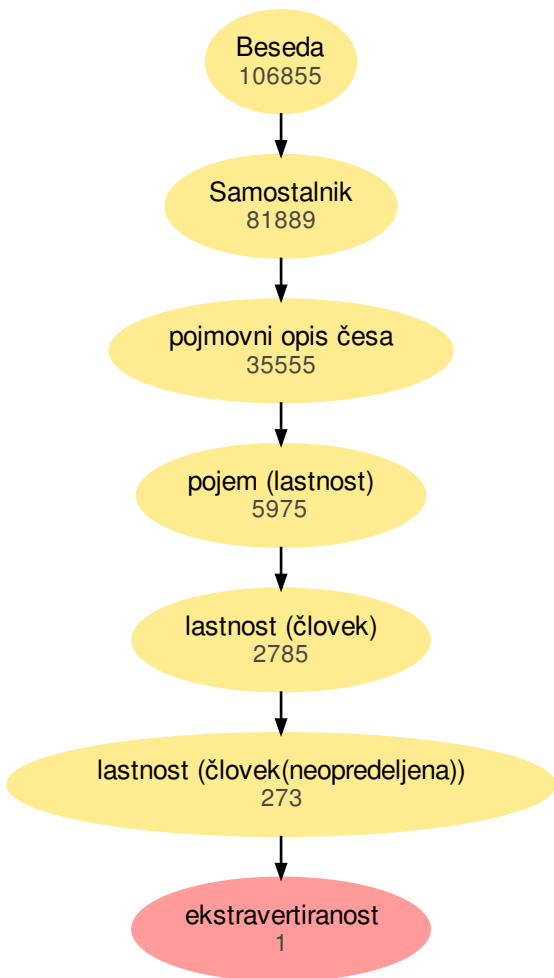 Beseda
106855
Samostalnik
81889
pojmovni opis česa
35555
pojem (lastnost)
5975
lastnost (človek)
2785
lastnost (človek(neopredeljena))
273
ekstravertiranost
1